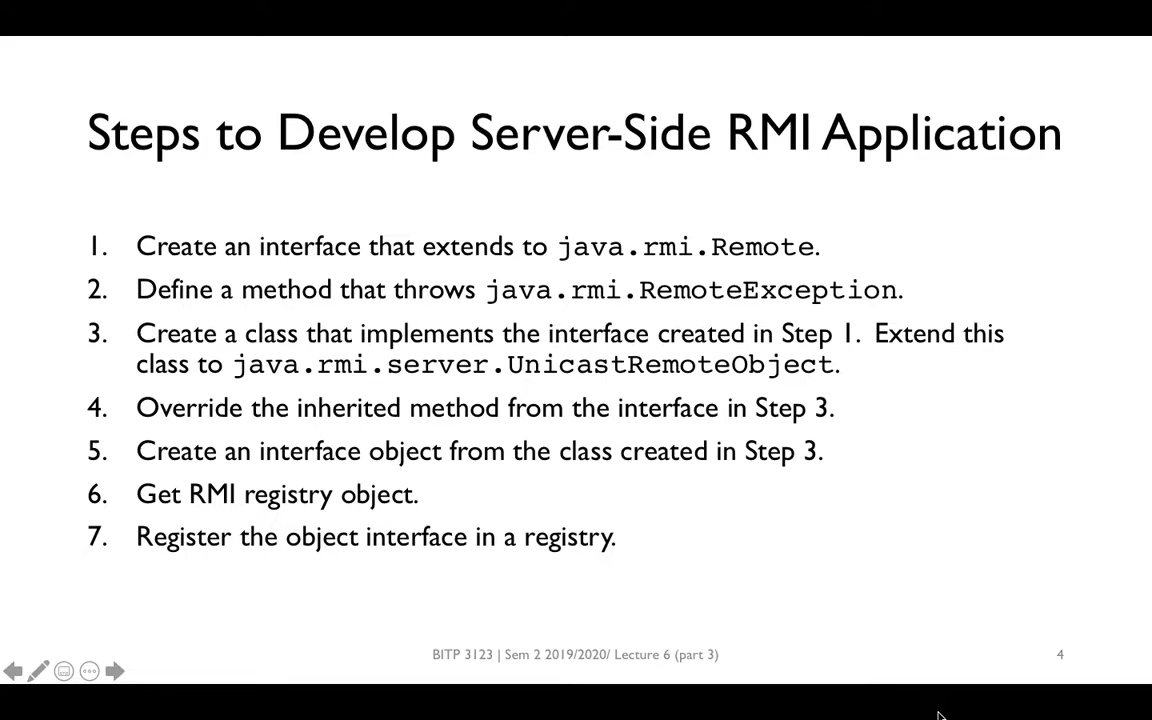 Steps to Develop Server-Side RMI Application
1. Create an interface that extends to java.rmi.Remote.
2. Define a method that throws java.rmi.RemoteException.
3. Create a class that implements the interface created in Step 1. Extend this
class to java.rmi.server.UnicastRemoteObject.
4. Override the inherited method from the interface in Step 3.
5. Create an interface object from the class created in Step 3.
6. Get RMI registry object.
7. Register the object interface in a registry.
BITP 3123 | Sem 2 2019/2020/ Lecture 6 (part 3)
4